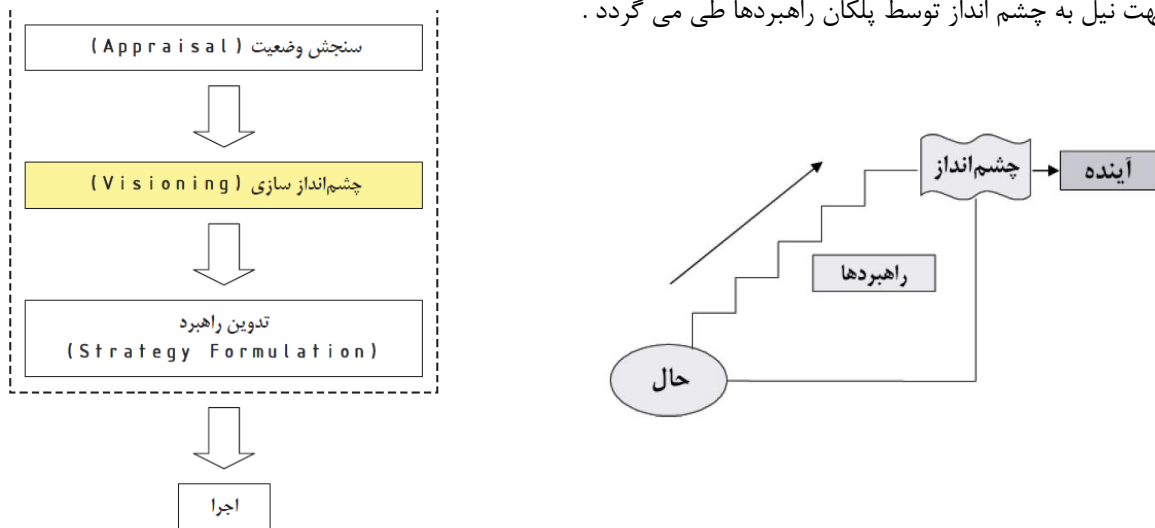 جهت نیل به چشم انداز توسط پلکان راهبردها طی می گردد .
چشم‌انداز
آینده
راهبردها
حال
سنجش وضعیت (Appraisal)
چشم‌انداز سازی (Visioning)
تدوین راهبرد
(Strategy Formulation)
اجرا